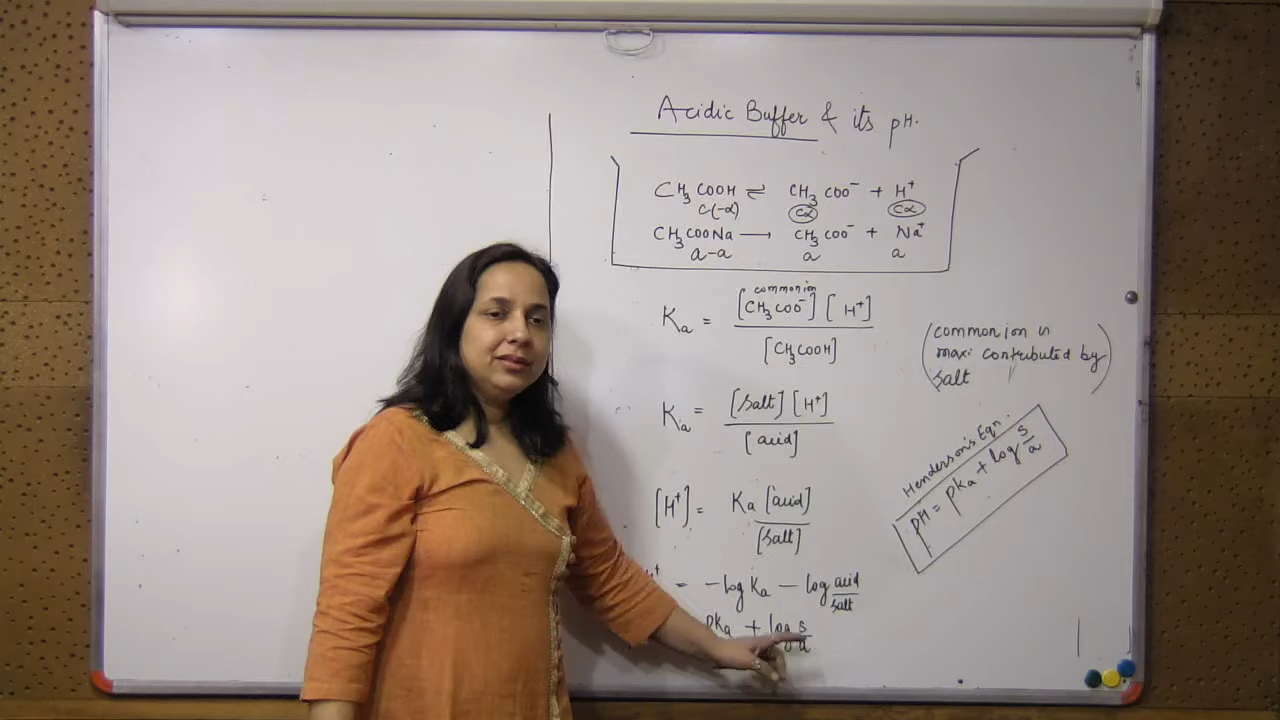 Acidic Buffer & its pH.
CH₃COOH ⇌ CH₃COO⁻ + H⁺
c(-α) cα cα
CH₃COONa → CH₃COO⁻ + Na⁺
a-a a a
common ion
Ka = [CH₃COO⁻] [H⁺]
[CH₃COOH]
(common ion is
maxi contributed by
salt)
Ka = [Salt] [H⁺]
[acid]
Henderson's Eqn.
pH = pKa + log s/a
[H⁺] = Ka [acid]
[salt]
= -log Ka - log acid/salt
pKa + log s/a